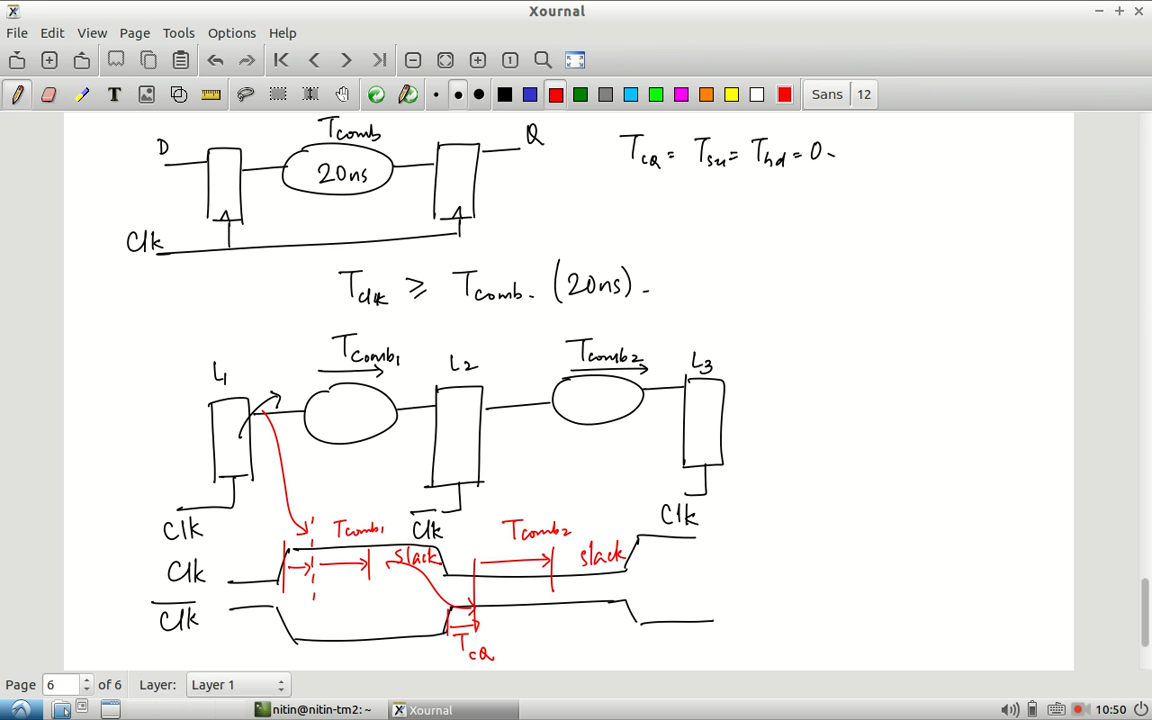 Xournal
File Edit View Page Tools Options Help
Sans 12
D Tcomb Q
20ns
TCQ = Tsu = Thd = 0.
Clk
Tclk ≥ Tcomb. (20ns).
L1 Tcomb1 L2 Tcomb2 L3
Clk C̅l̅k̅ Clk
Tcomb1 Tcomb2
Clk slack slack
C̅l̅k̅
TCQ
Page 6 of 6 Layer: Layer 1
nitin@nitin-tm2: ~ Xournal 10:50